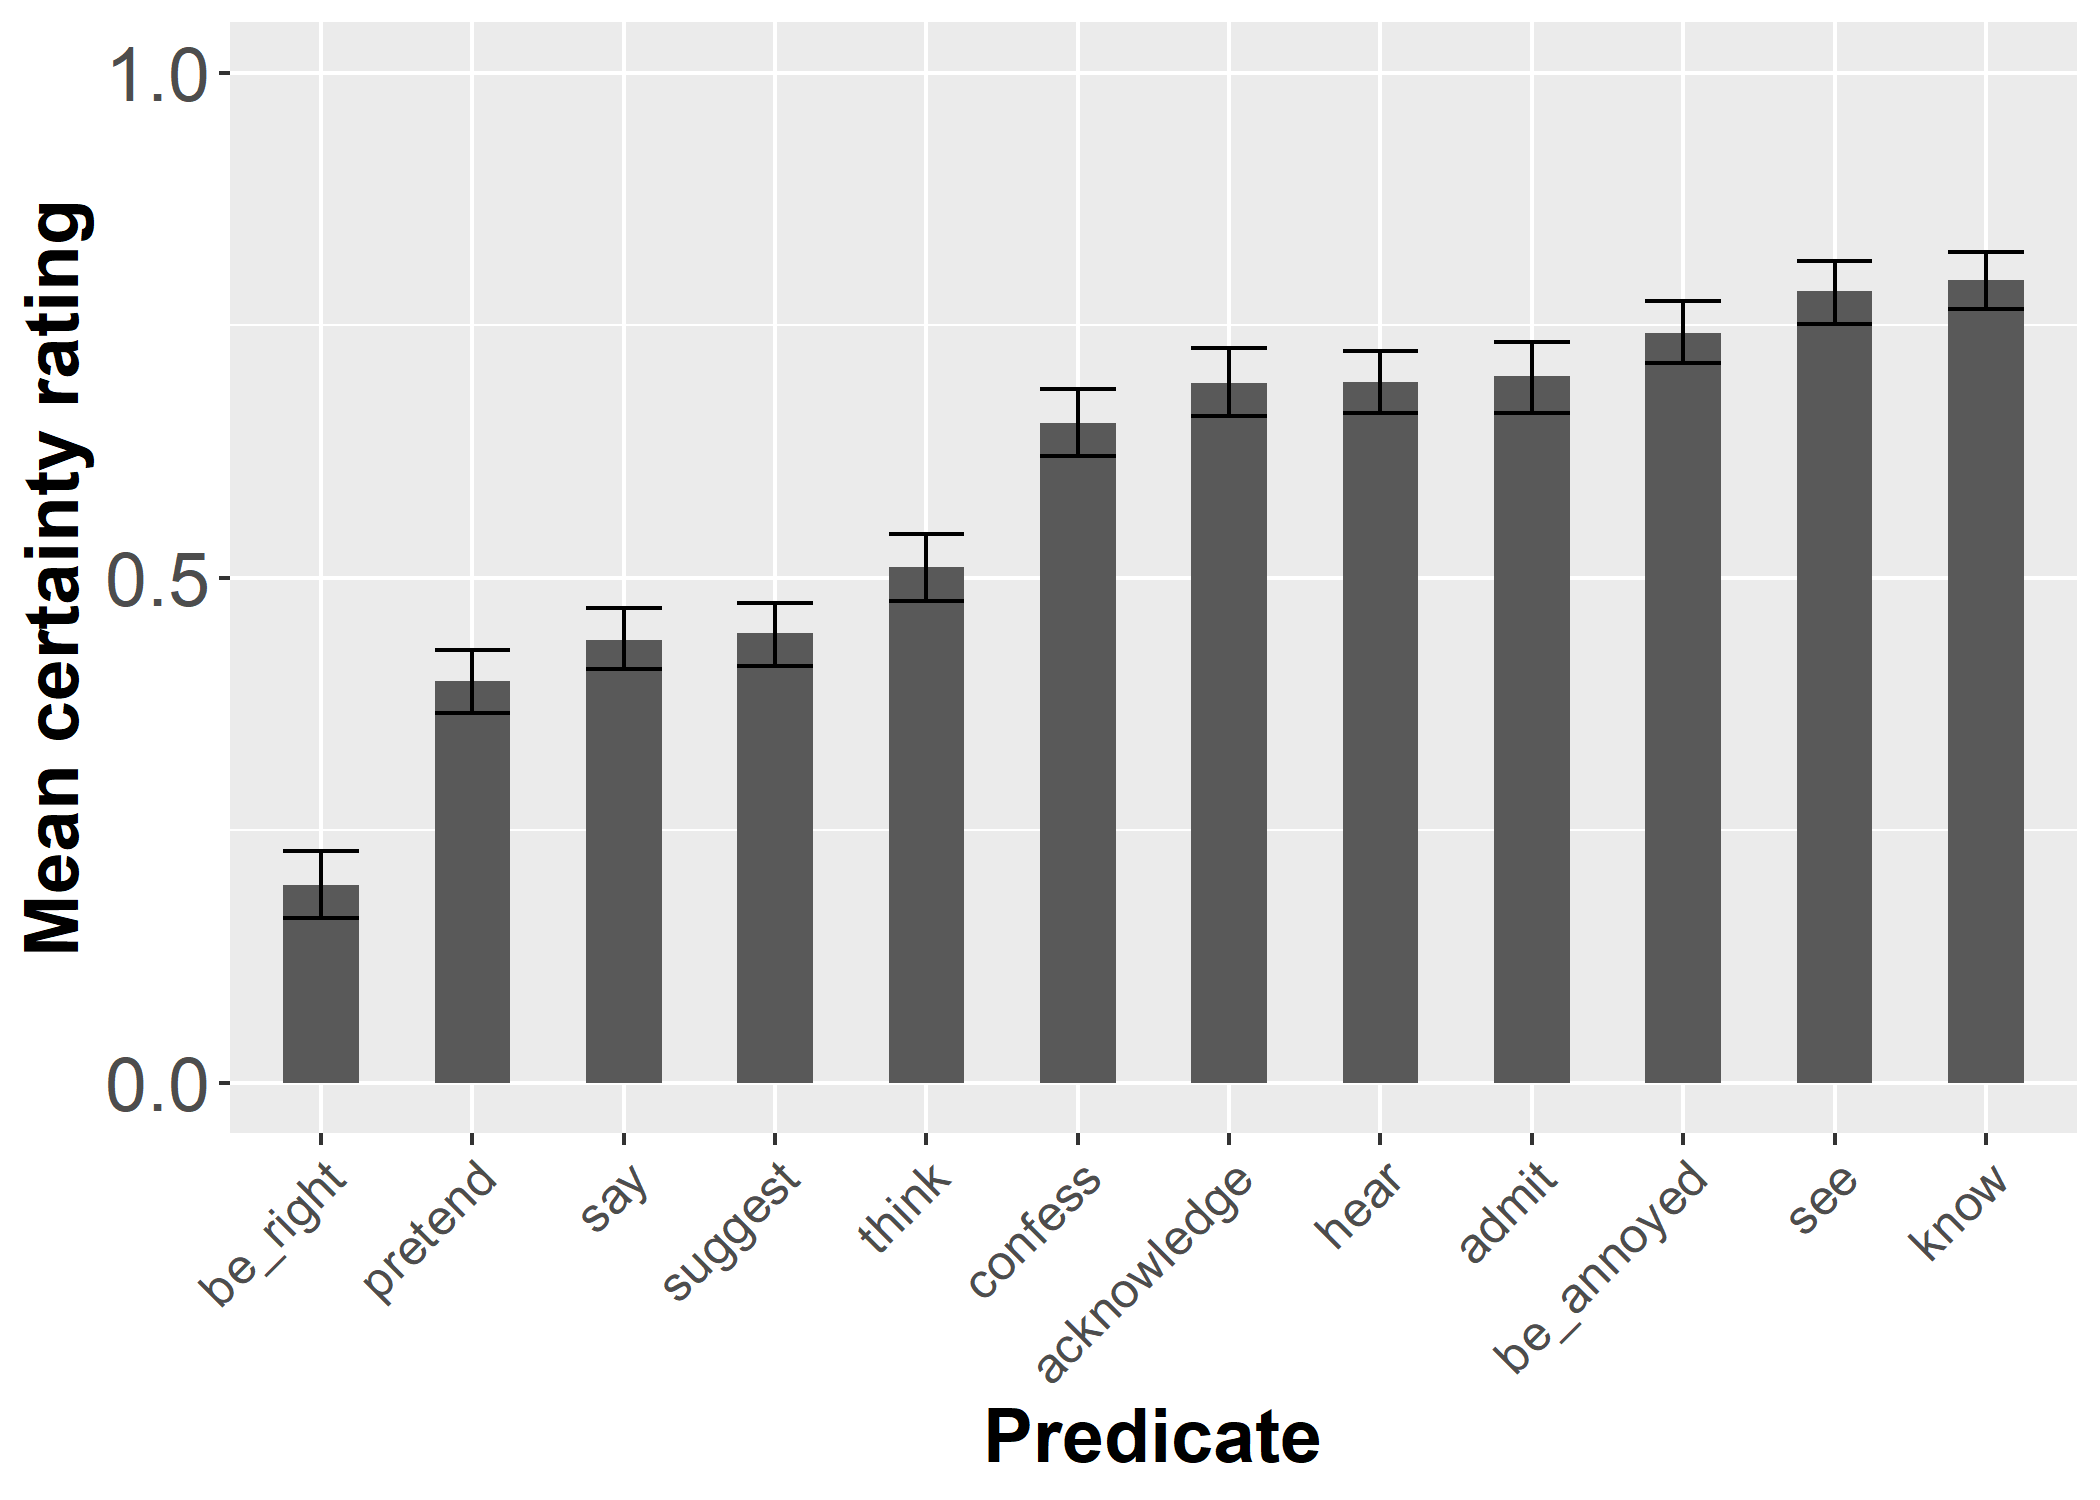 Mean certainty rating
1.0
0.5
0.0
be_right
pretend
say
suggest
think
confess
acknowledge
hear
admit
be_annoyed
see
know
Predicate